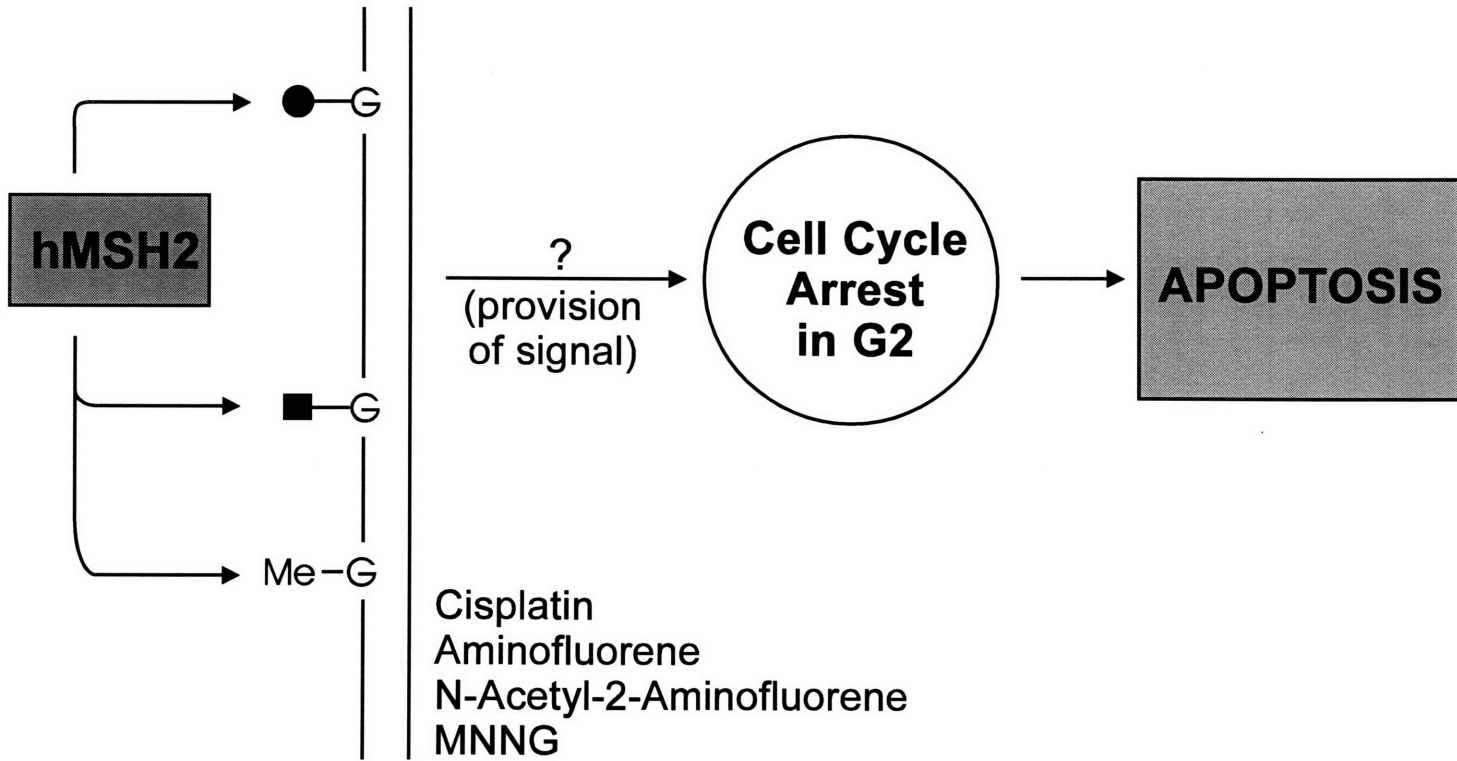 G
hMSH2
G
Me–G
?
(provision
of signal)
Cell Cycle
Arrest
in G2
APOPTOSIS
Cisplatin
Aminofluorene
N-Acetyl-2-Aminofluorene
MNNG